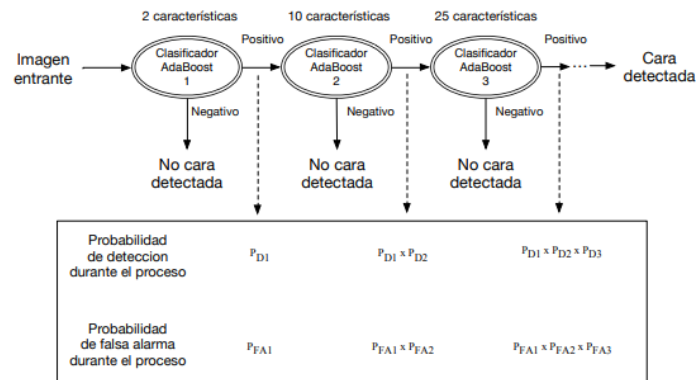 2 características
10 características
25 características
Imagen
entrante
Clasificador
AdaBoost
1
Positivo
Clasificador
AdaBoost
2
Positivo
Clasificador
AdaBoost
3
Positivo
Cara
detectada
Negativo
Negativo
Negativo
No cara
detectada
No cara
detectada
No cara
detectada
Probabilidad
de deteccion
durante el proceso
PD1
PD1 x PD2
PD1 x PD2 x PD3
Probabilidad
de falsa alarma
durante el proceso
PFA1
PFA1 x PFA2
PFA1 x PFA2 x PFA3